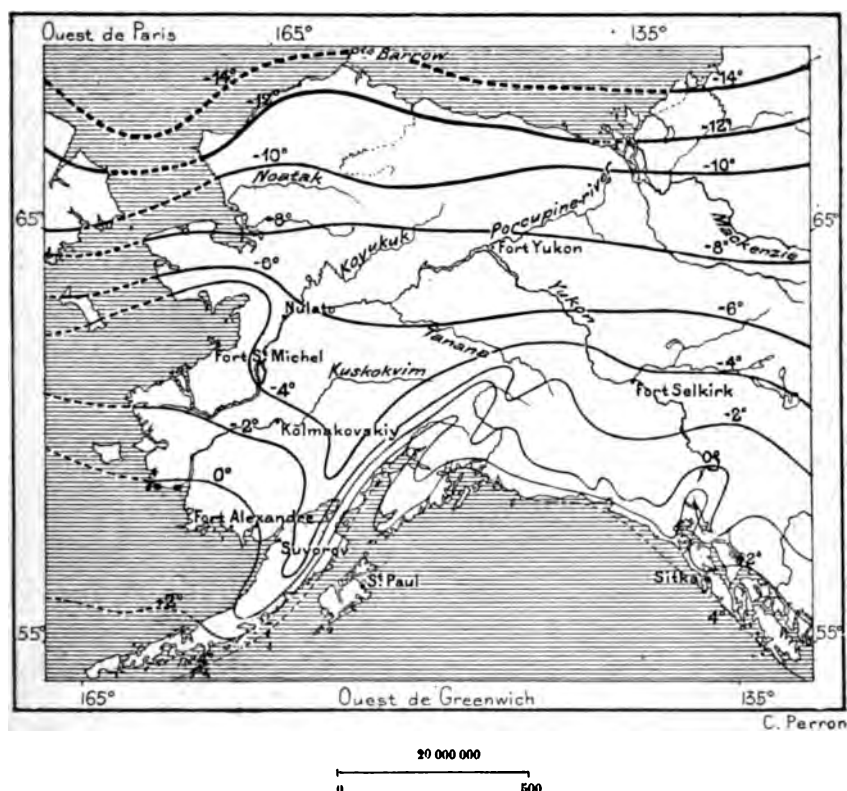 Ouest de Paris 165° 135°
Pte Barrow
-14° -14°
-12° -12°
-10° -10°
Noatak
Porcupine river
65° 65°
Mackenzie
-8° -8°
Koyukuk
Fort Yukon
-6° -6°
Yukon
Nulato
Tanana
Fort St Michel
-4° -4°
Kuskokvim
Fort Selkirk
-2° -2°
Kolmakovskiy
0° 0°
Fort Alexandre
Suvorov
St Paul
Sitka
+2° +2°
4°
55° 55°
165° Ouest de Greenwich 135°
C. Perron
20 000 000
0 500